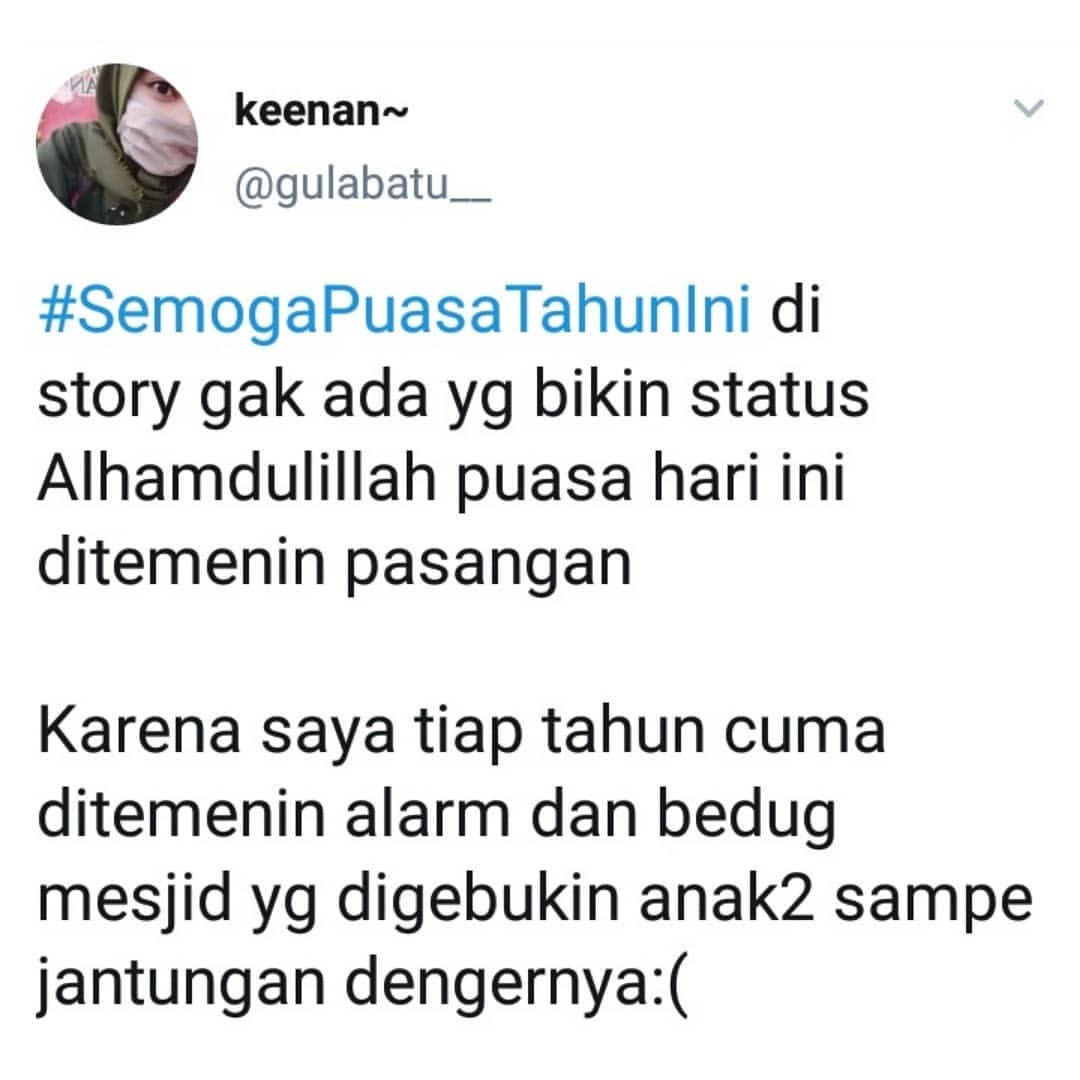 keenan~
@gulabatu__
#SemogaPuasaTahunIni di
story gak ada yg bikin status
Alhamdulillah puasa hari ini
ditemenin pasangan
Karena saya tiap tahun cuma
ditemenin alarm dan bedug
mesjid yg digebukin anak2 sampe
jantungan dengernya:(